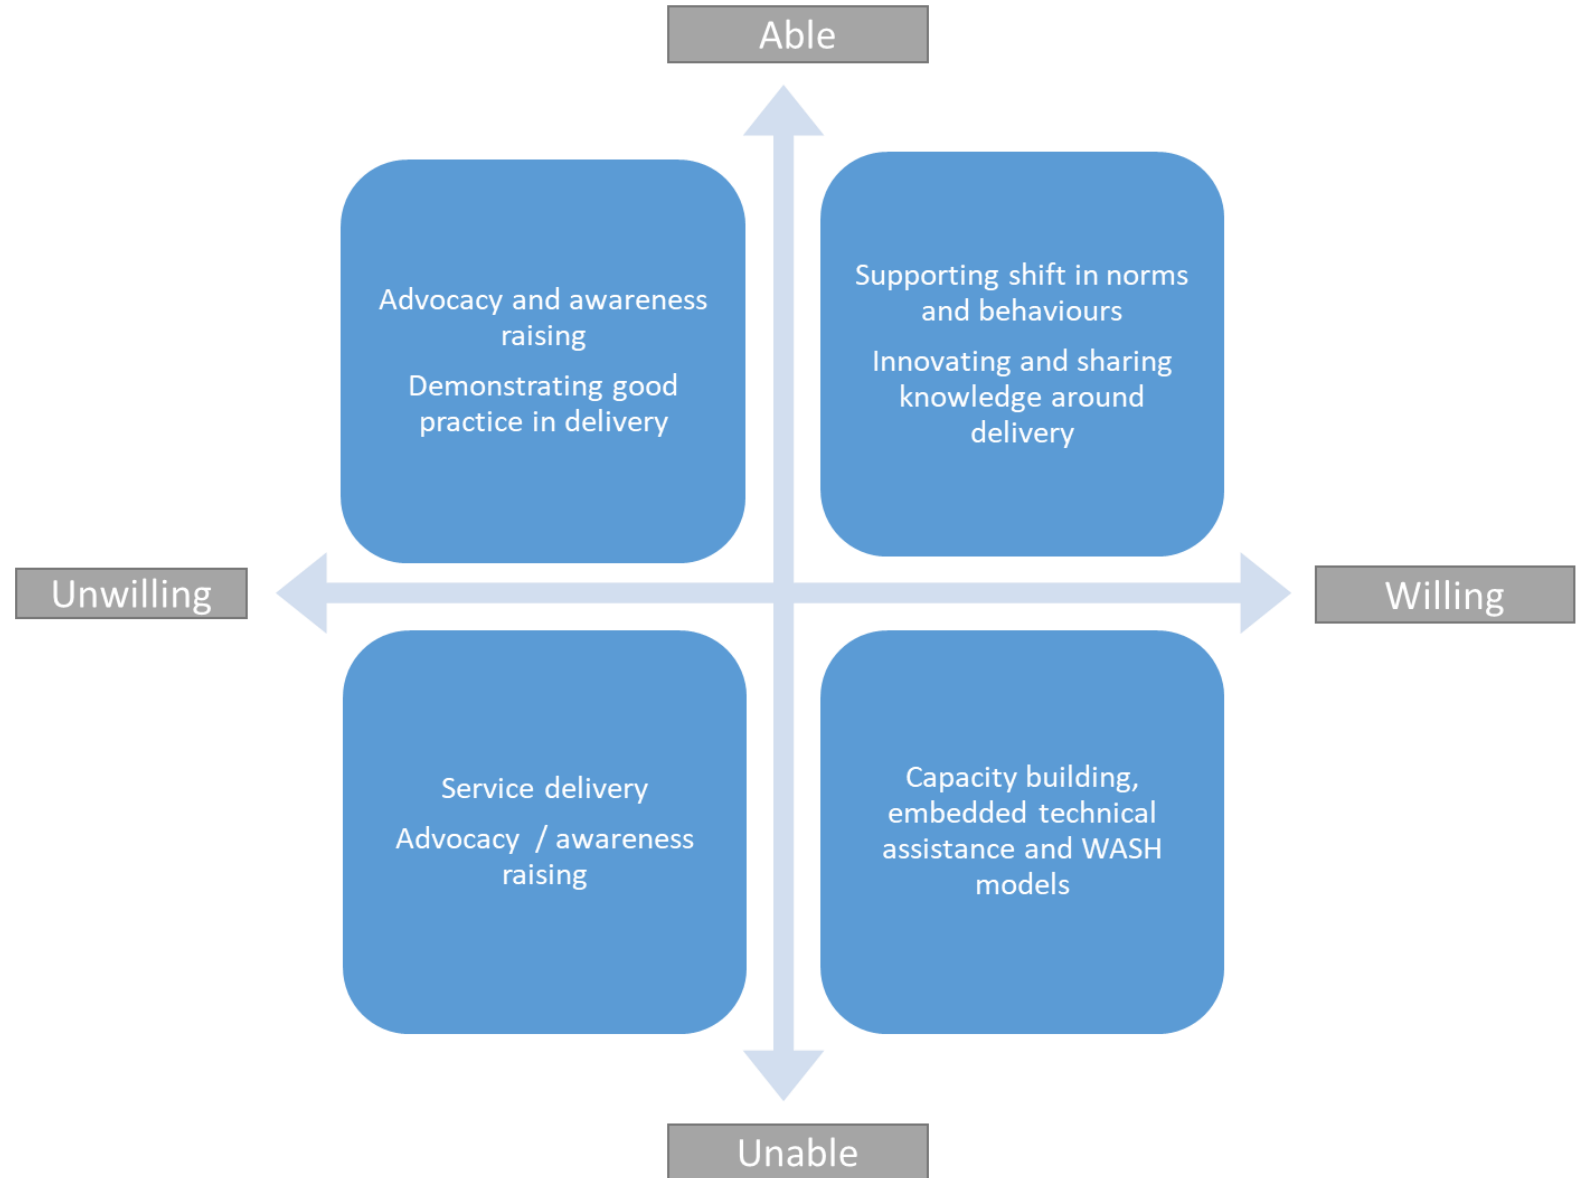 Able
Advocacy and awareness
raising
Demonstrating good
practice in delivery
Supporting shift in norms
and behaviours
Innovating and sharing
knowledge around
delivery
Unwilling
Willing
Service delivery
Advocacy / awareness
raising
Capacity building,
embedded technical
assistance and WASH
models
Unable